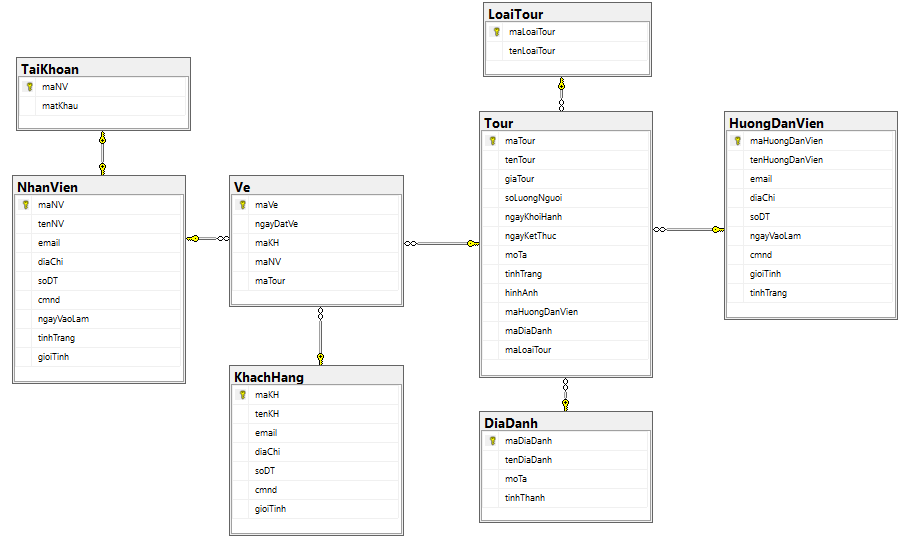 LoaiTour
maLoaiTour
tenLoaiTour
TaiKhoan
maNV
matKhau
Tour
maTour
tenTour
giaTour
soLuongNguoi
ngayKhoiHanh
ngayKetThuc
moTa
tinhTrang
hinhAnh
maHuongDanVien
maDiaDanh
maLoaiTour
HuongDanVien
maHuongDanVien
tenHuongDanVien
email
diaChi
soDT
ngayVaoLam
cmnd
gioiTinh
tinhTrang
NhanVien
maNV
tenNV
email
diaChi
soDT
cmnd
ngayVaoLam
tinhTrang
gioiTinh
Ve
maVe
ngayDatVe
maKH
maNV
maTour
KhachHang
maKH
tenKH
email
diaChi
soDT
cmnd
gioiTinh
DiaDanh
maDiaDanh
tenDiaDanh
moTa
tinhThanh